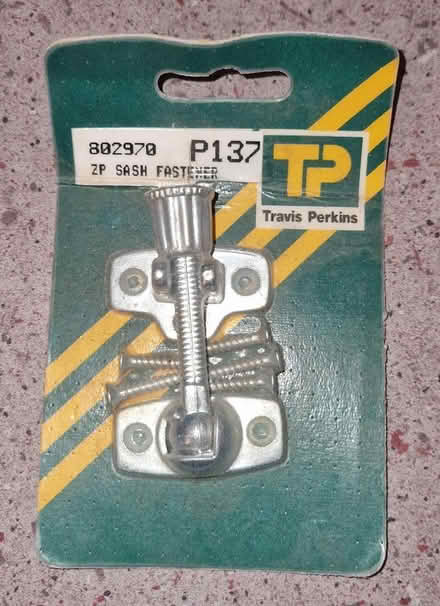 802970 P137
ZP SASH FASTENER
TP
Travis Perkins